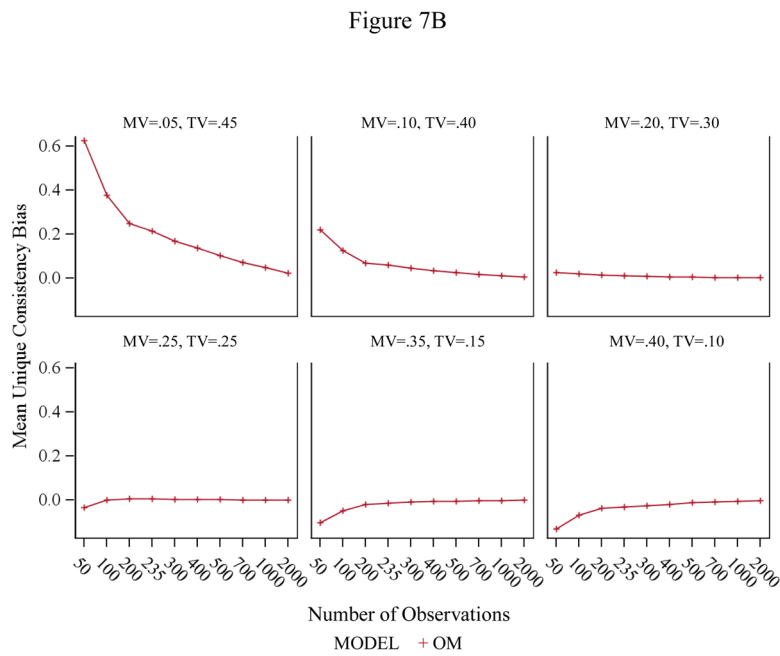 Figure 7B
MV=.05, TV=.45
MV=.10, TV=.40
MV=.20, TV=.30
0.6
0.4
0.2
0.0
Mean Unique Consistency Bias
MV=.25, TV=.25
MV=.35, TV=.15
MV=.40, TV=.10
0.6
0.4
0.2
0.0
50 100 200 235 300 400 500 700 1000 2000
50 100 200 235 300 400 500 700 1000 2000
50 100 200 235 300 400 500 700 1000 2000
Number of Observations
MODEL + OM